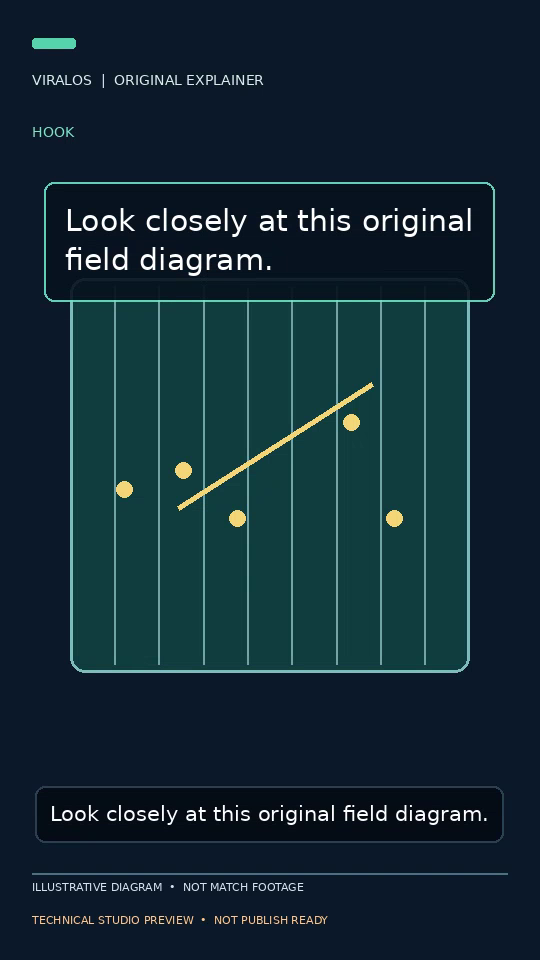 VIRALOS | ORIGINAL EXPLAINER
HOOK
Look closely at this original
field diagram.
Look closely at this original field diagram.
ILLUSTRATIVE DIAGRAM • NOT MATCH FOOTAGE
TECHNICAL STUDIO PREVIEW • NOT PUBLISH READY